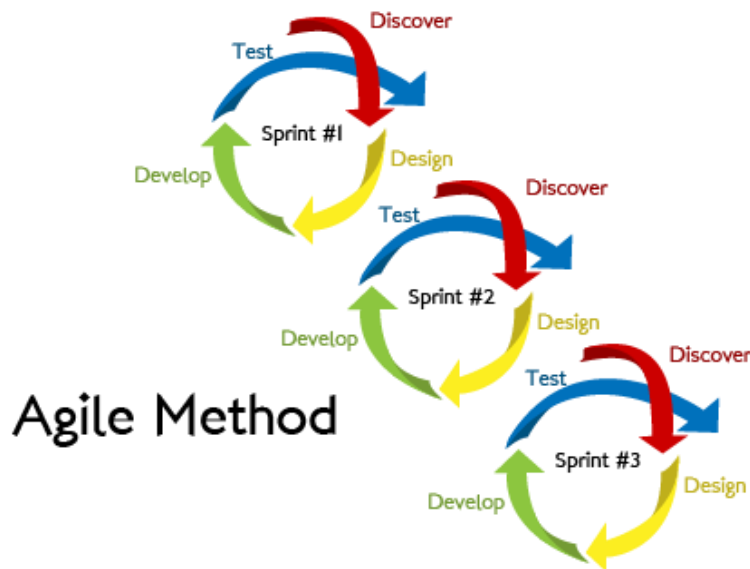 Discover
Test
Sprint #1
Develop
Design
Discover
Test
Sprint #2
Develop
Design
Discover
Test
Agile Method
Sprint #3
Develop
Design